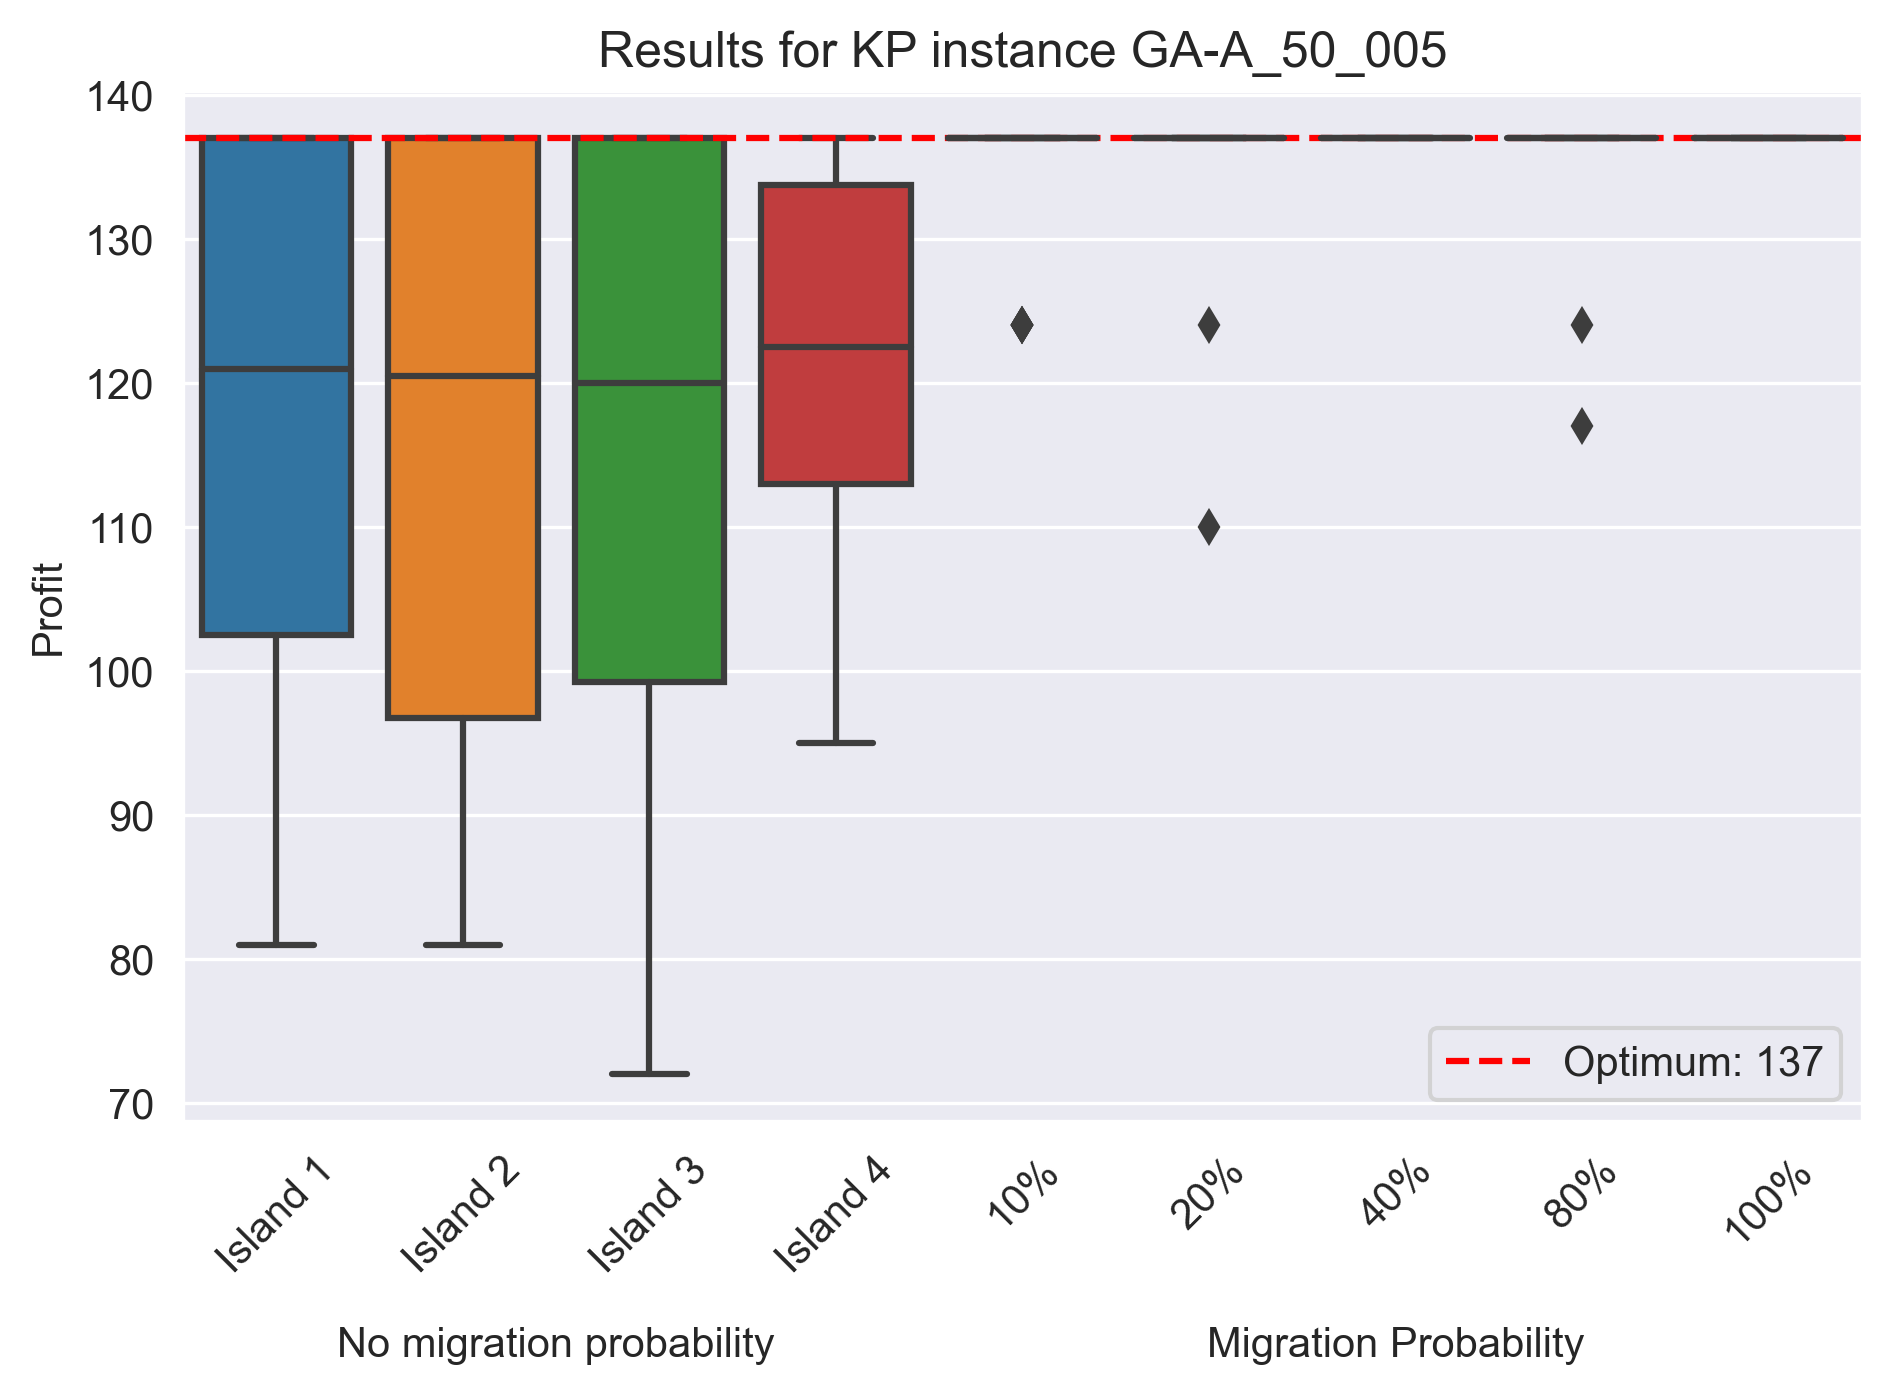 Results for KP instance GA-A_50_005
140
130
120
110
100
90
80
70
Profit
Optimum: 137
Island 1
Island 2
Island 3
Island 4
10%
20%
40%
80%
100%
No migration probability
Migration Probability